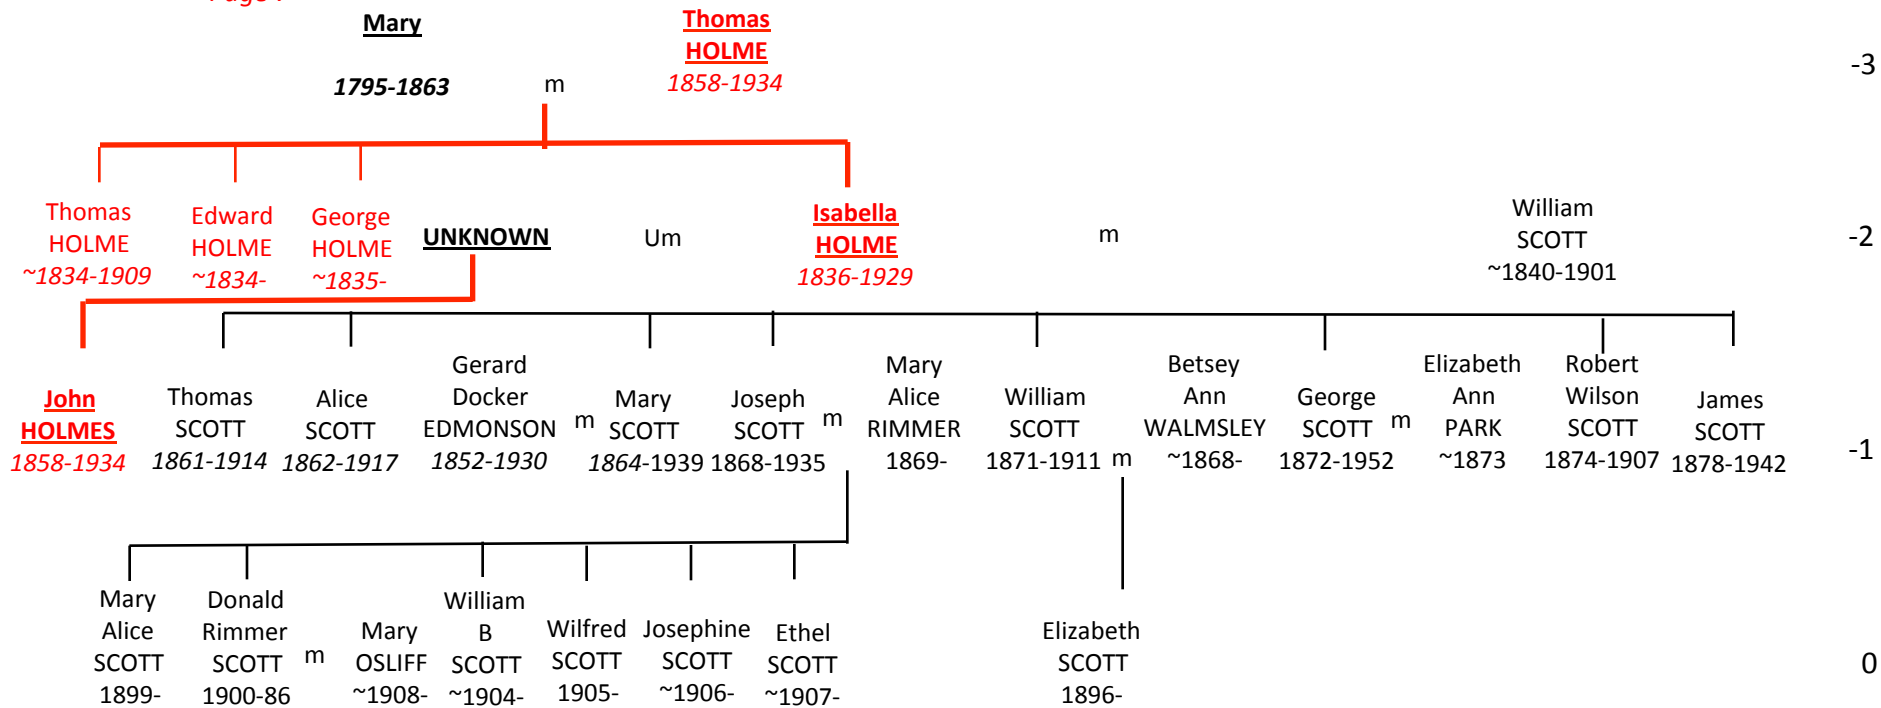 Mary
1795-1863
m
Thomas
HOLME
1858-1934
-3
Thomas
HOLME
~1834-1909
Edward
HOLME
~1834-
George
HOLME
~1835-
UNKNOWN
Um
Isabella
HOLME
1836-1929
m
William
SCOTT
~1840-1901
-2
John
HOLMES
1858-1934
Thomas
SCOTT
1861-1914
Alice
SCOTT
1862-1917
Gerard
Docker
EDMONSON
1852-1930
m
Mary
SCOTT
1864-1939
Joseph
SCOTT
1868-1935
m
Mary
Alice
RIMMER
1869-
William
SCOTT
1871-1911
m
Betsey
Ann
WALMSLEY
~1868-
George
SCOTT
1872-1952
m
Elizabeth
Ann
PARK
~1873
Robert
Wilson
SCOTT
1874-1907
James
SCOTT
1878-1942
-1
Mary
Alice
SCOTT
1899-
Donald
Rimmer
SCOTT
1900-86
m
Mary
OSLIFF
~1908-
William
B
SCOTT
~1904-
Wilfred
SCOTT
1905-
Josephine
SCOTT
~1906-
Ethel
SCOTT
~1907-
Elizabeth
SCOTT
1896-
0